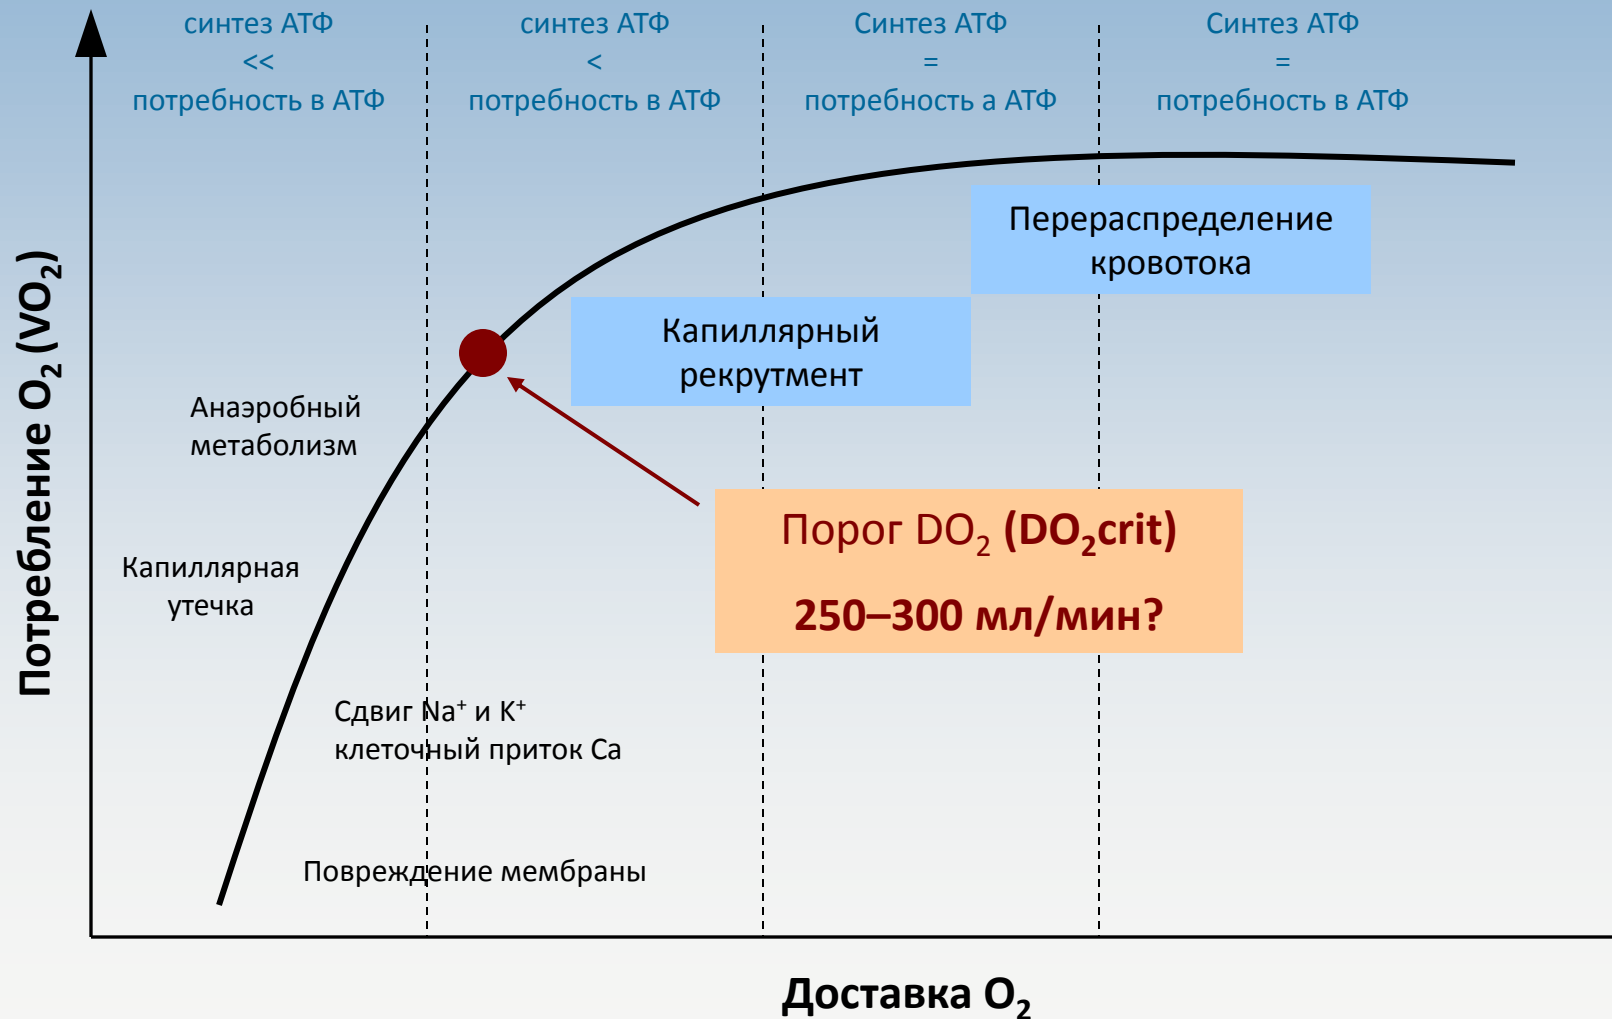 синтез АТФ
<<
потребность в АТФ
синтез АТФ
<
потребность в АТФ
Синтез АТФ
=
потребность а АТФ
Синтез АТФ
=
потребность в АТФ
Потребление O₂ (VO₂)
Перераспределение
кровотока
Капиллярный
рекрутмент
Анаэробный
метаболизм
Порог DO₂ (DO₂crit)
250–300 мл/мин?
Капиллярная
утечка
Сдвиг Na⁺ и K⁺
клеточный приток Ca
Повреждение мембраны
Доставка O₂